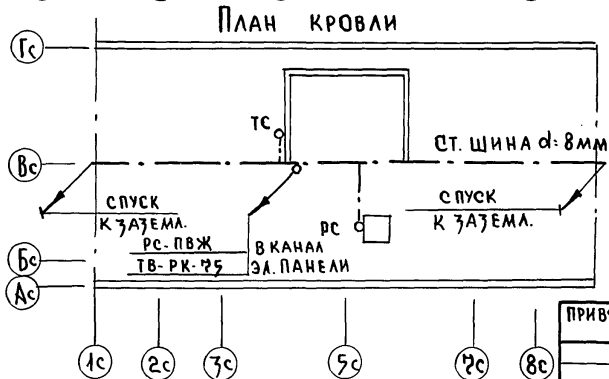 ПЛАН КРОВЛИ
Гс
ТС
Вс
СТ. ШИНА d=8ММ
СПУСК
К ЗАЗЕМЛ.
СПУСК
К ЗАЗЕМЛ.
РС
РС-ПВЖ
ТВ-РК-75
В КАНАЛ
ЭЛ. ПАНЕЛИ
Бс
Ас
ПРИВ
1с
2с
3с
5с
7с
8с